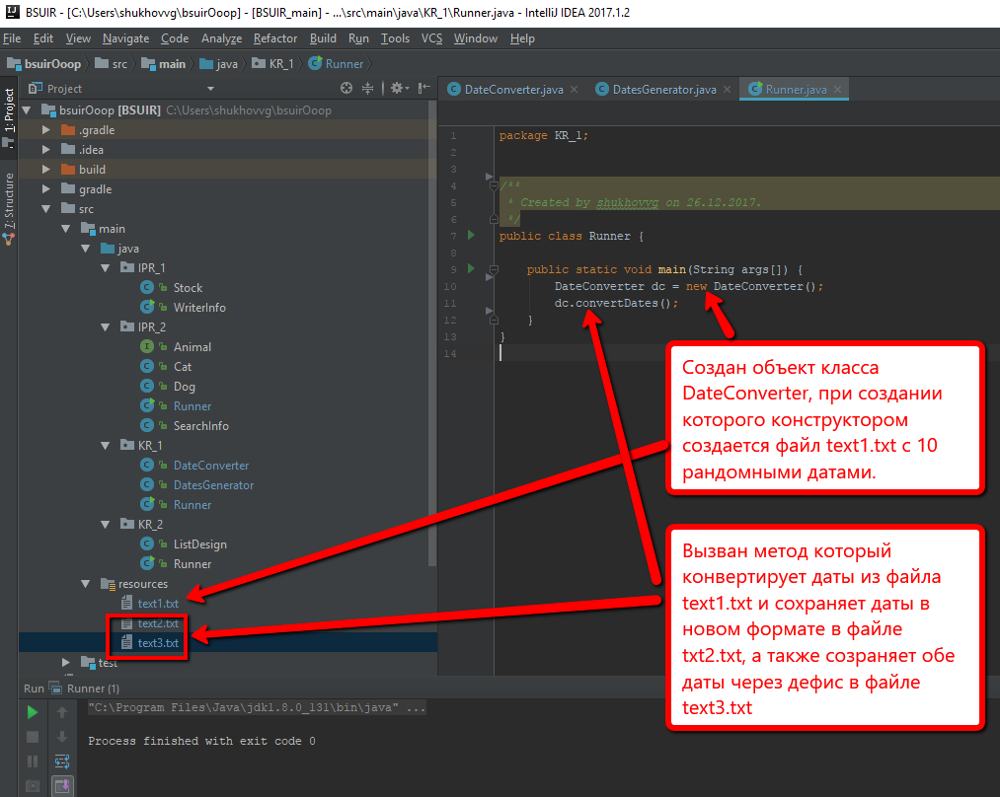 BSUIR - [C:\Users\shukhovvg\bsuirOoop] - [BSUIR_main] - ...\src\main\java\KR_1\Runner.java - IntelliJ IDEA 2017.1.2
File Edit View Navigate Code Analyze Refactor Build Run Tools VCS Window Help
bsuirOoop src main java KR_1 Runner
1: Project
7: Structure
Project
bsuirOoop [BSUIR] C:\Users\shukhovvg\bsuirOoop
.gradle
.idea
build
gradle
src
main
java
IPR_1
Stock
WriterInfo
IPR_2
Animal
Cat
Dog
Runner
SearchInfo
KR_1
DateConverter
DatesGenerator
Runner
KR_2
ListDesign
Runner
resources
text1.txt
text2.txt
text3.txt
test
DateConverter.java DatesGenerator.java Runner.java
1 package KR_1;
2
3
4 /**
5 * Created by shukhovvg on 26.12.2017.
6 */
7 public class Runner {
8
9 public static void main(String args[]) {
10 DateConverter dc = new DateConverter();
11 dc.convertDates();
12 }
13 }
14
Создан объект класса
DateConverter, при создании
которого конструктором
создается файл text1.txt с 10
рандомными датами.
Вызван метод который
конвертирует даты из файла
text1.txt и сохраняет даты в
новом формате в файле
txt2.txt, а также созраняет обе
даты через дефис в файле
text3.txt
Run Runner (1)
"C:\Program Files\Java\jdk1.8.0_131\bin\java" ...
Process finished with exit code 0